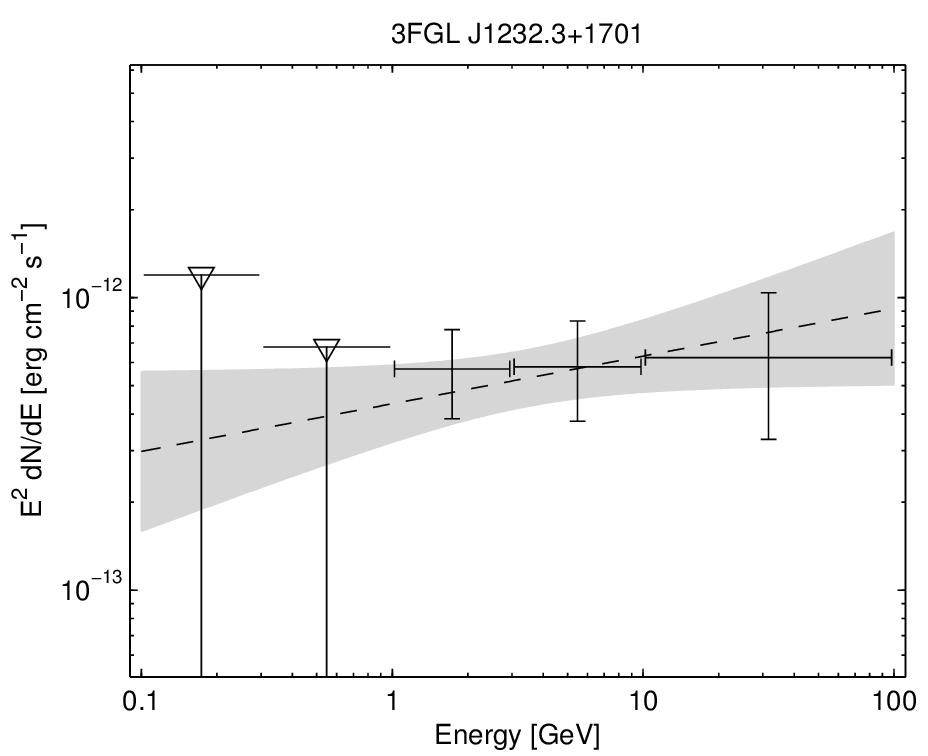 3FGL J1232.3+1701
E² dN/dE [erg cm⁻² s⁻¹]
10⁻¹²
10⁻¹³
0.1 1 10 100
Energy [GeV]